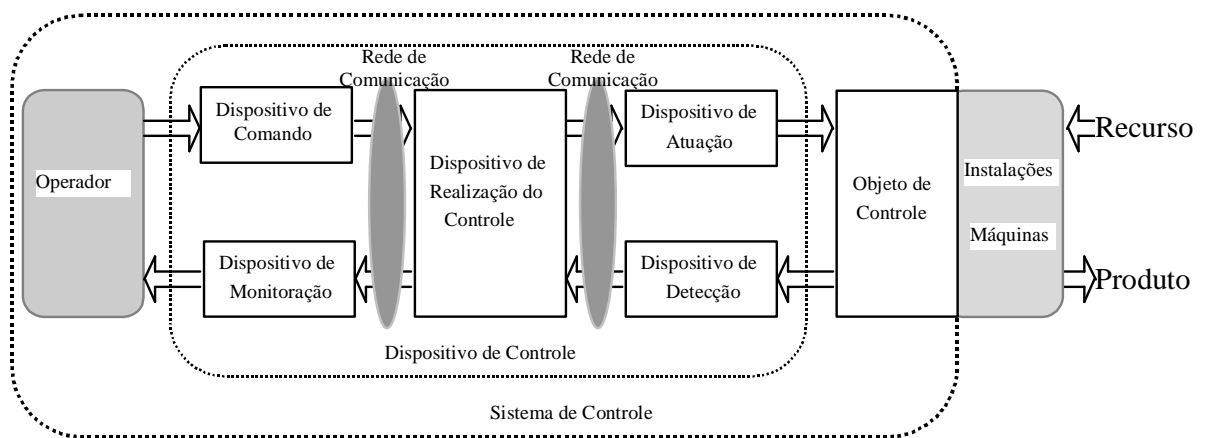 Rede de
Comunicação
Rede de
Comunicação
Operador
Dispositivo de
Comando
Dispositivo de
Realização do
Controle
Dispositivo de
Atuação
Objeto de
Controle
Instalações
Máquinas
Recurso
Dispositivo de
Monitoração
Dispositivo de
Detecção
Produto
Dispositivo de Controle
Sistema de Controle